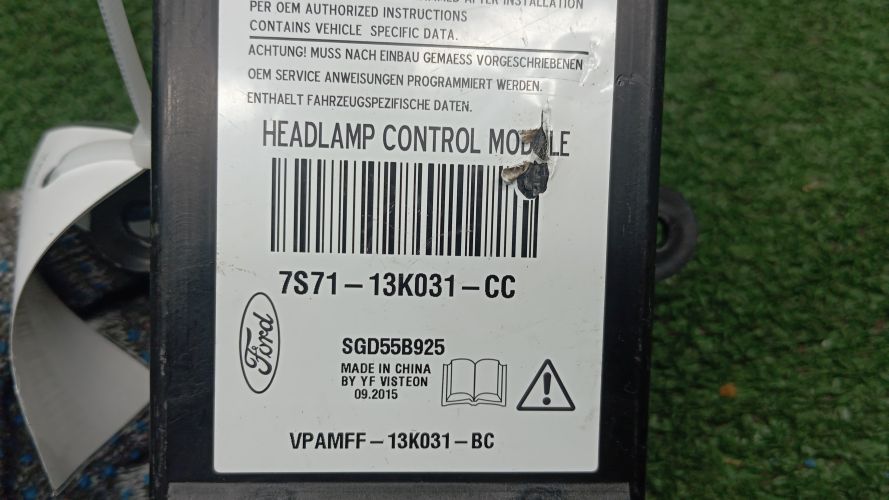 AFTER INSTALLATION
PER OEM AUTHORIZED INSTRUCTIONS
CONTAINS VEHICLE SPECIFIC DATA.
ACHTUNG! MUSS NACH EINBAU GEMAESS VORGESCHRIEBENEN
OEM SERVICE ANWEISUNGEN PROGRAMMIERT WERDEN.
ENTHAELT FAHRZEUGSPEZIFISCHE DATEN.
HEADLAMP CONTROL MODULE
7S71-13K031-CC
Ford
SGD55B925
MADE IN CHINA
BY YF VISTEON
09.2015
VPAMFF-13K031-BC